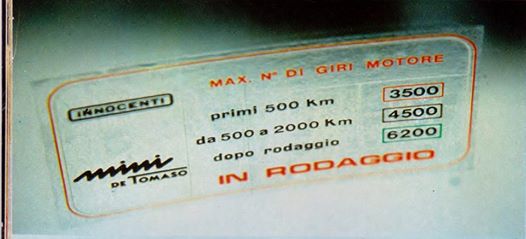 MAX. N° DI GIRI MOTORE
INNOCENTI
primi 500 Km 3500
da 500 a 2000 Km 4500
dopo rodaggio 6200
mini
DE TOMASO
IN RODAGGIO